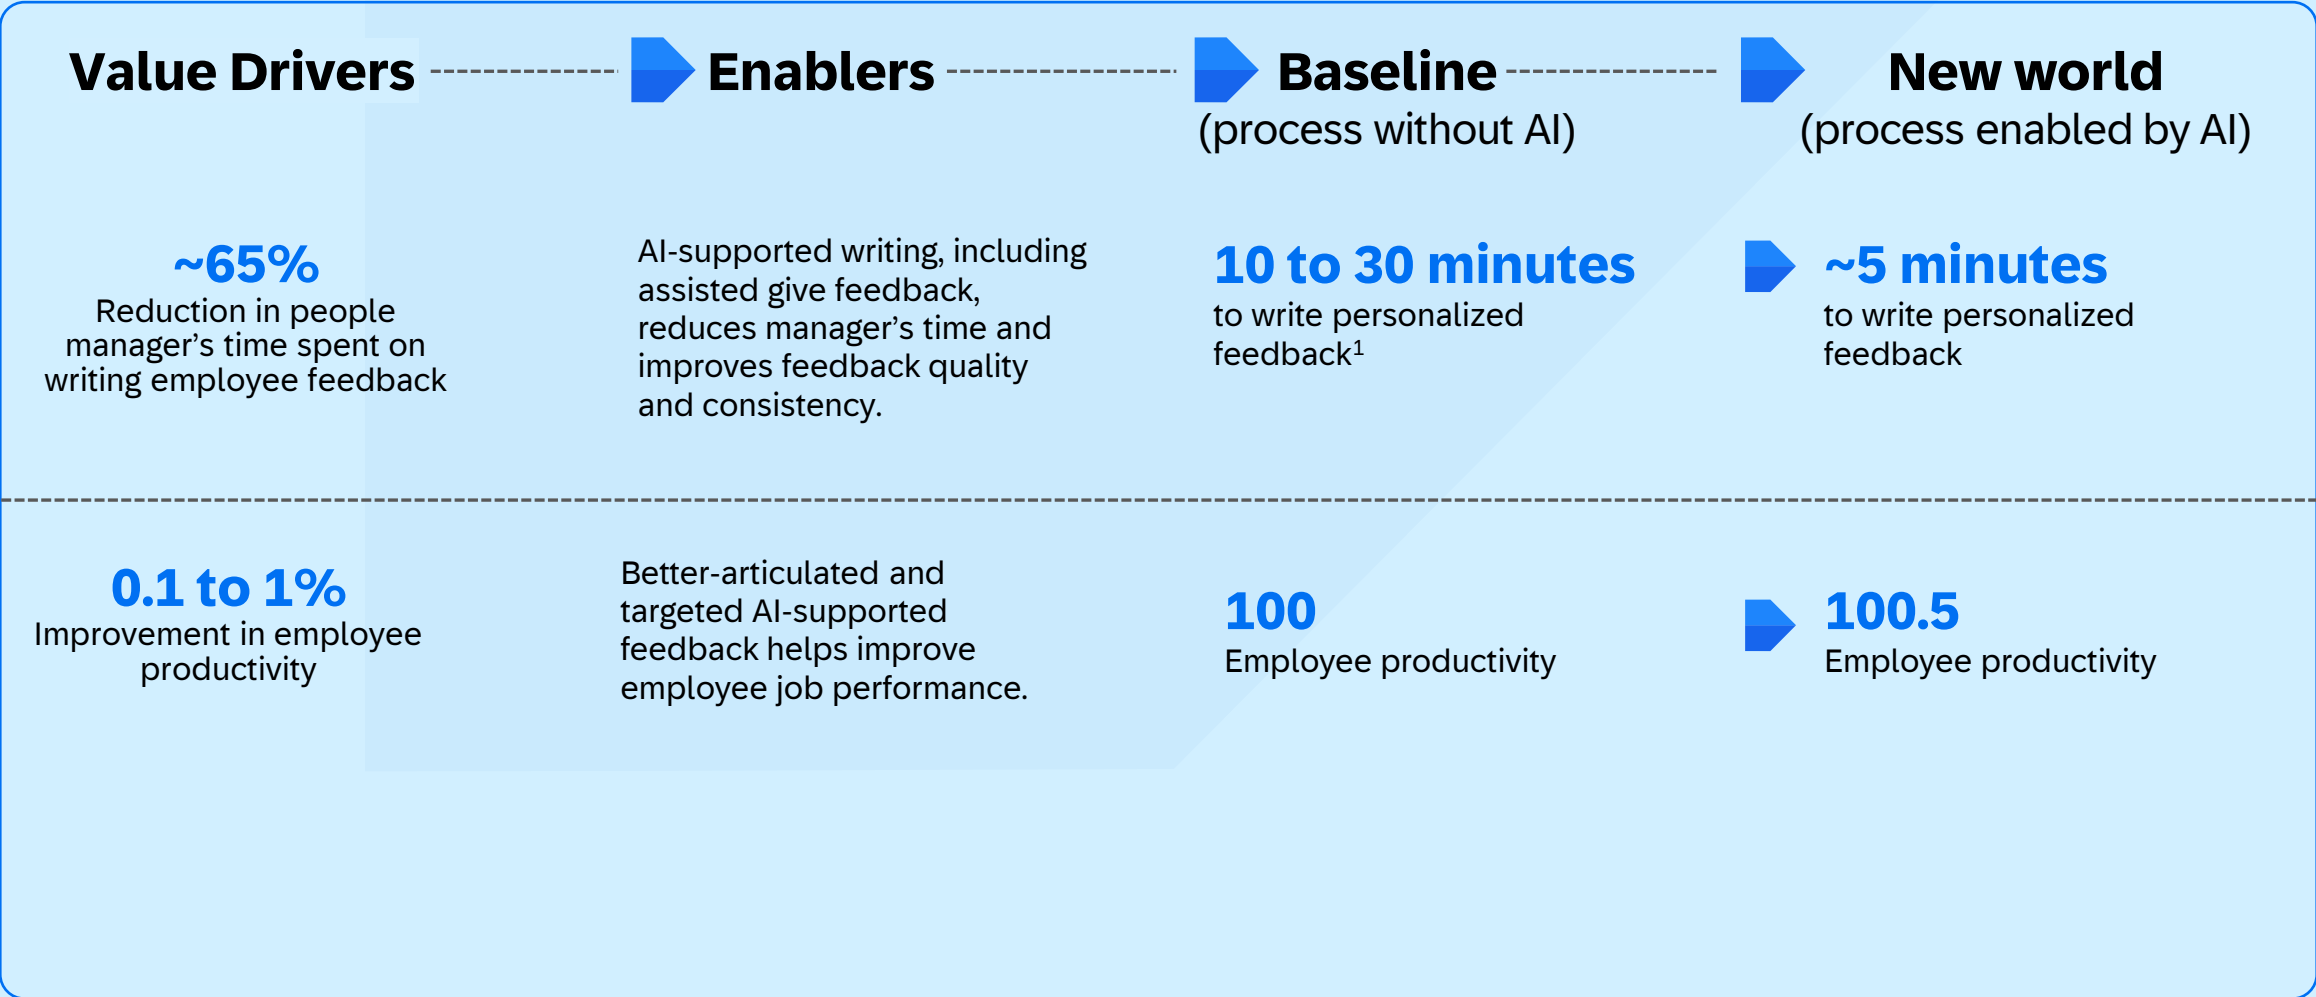 Value Drivers
Enablers
Baseline
(process without AI)
New world
(process enabled by AI)
~65%
Reduction in people
manager’s time spent on
writing employee feedback
AI-supported writing, including
assisted give feedback,
reduces manager’s time and
improves feedback quality
and consistency.
10 to 30 minutes
to write personalized
feedback¹
~5 minutes
to write personalized
feedback
0.1 to 1%
Improvement in employee
productivity
Better-articulated and
targeted AI-supported
feedback helps improve
employee job performance.
100
Employee productivity
100.5
Employee productivity